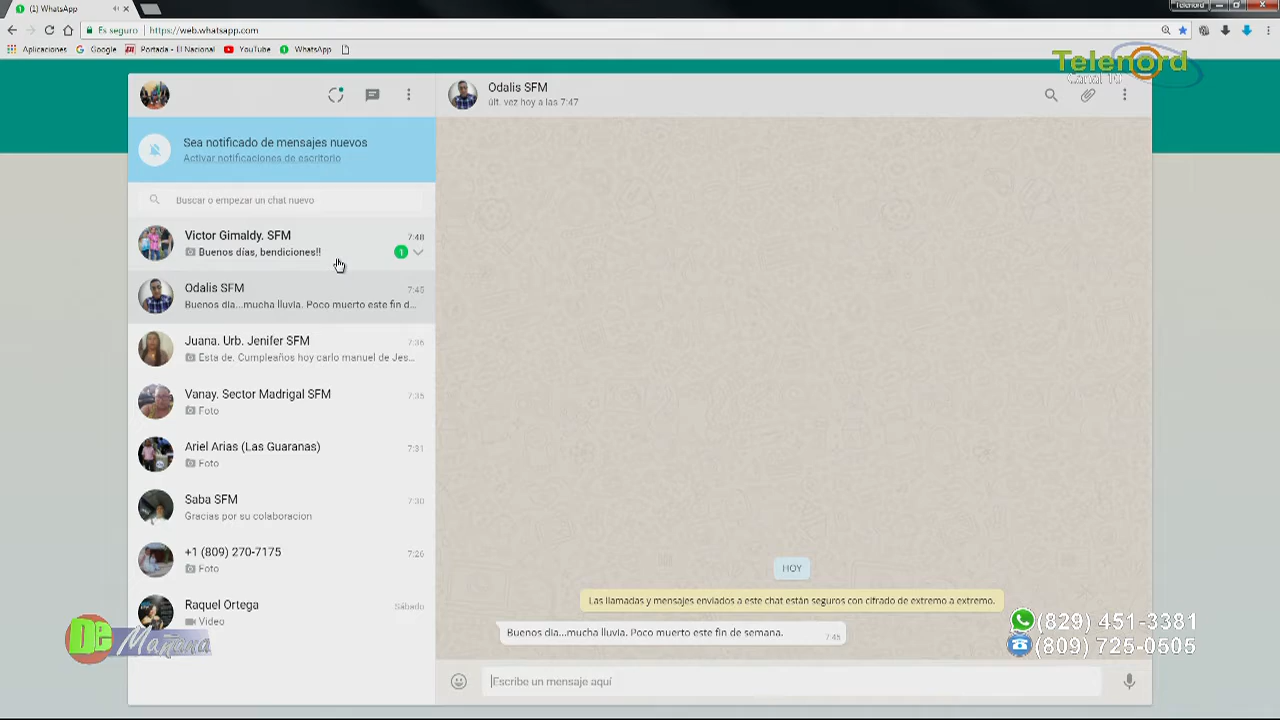 (1) WhatsApp
Telenord
Es seguro
https://web.whatsapp.com
Aplicaciones
Google
Portada - El Nacional
YouTube
WhatsApp
Telenord
Canal 10
Odalis SFM
últ. vez hoy a las 7:47
Sea notificado de mensajes nuevos
Activar notificaciones de escritorio
Buscar o empezar un chat nuevo
Victor Gimaldy. SFM
7:48
Buenos días, bendiciones!!
1
Odalis SFM
7:45
Buenos dia...mucha lluvia. Poco muerto este fin d...
Juana. Urb. Jenifer SFM
7:36
Esta de. Cumpleaños hoy carlo manuel de Jes...
Vanay. Sector Madrigal SFM
7:35
Foto
Ariel Arias (Las Guaranas)
7:31
Foto
Saba SFM
7:30
Gracias por su colaboracion
+1 (809) 270-7175
7:26
Foto
Raquel Ortega
Sábado
Video
HOY
Las llamadas y mensajes enviados a este chat están seguros con cifrado de extremo a extremo.
Buenos dia...mucha lluvia. Poco muerto este fin de semana.
7:45
Escribe un mensaje aquí
De Mañana
(829) 451-3381
(809) 725-0505